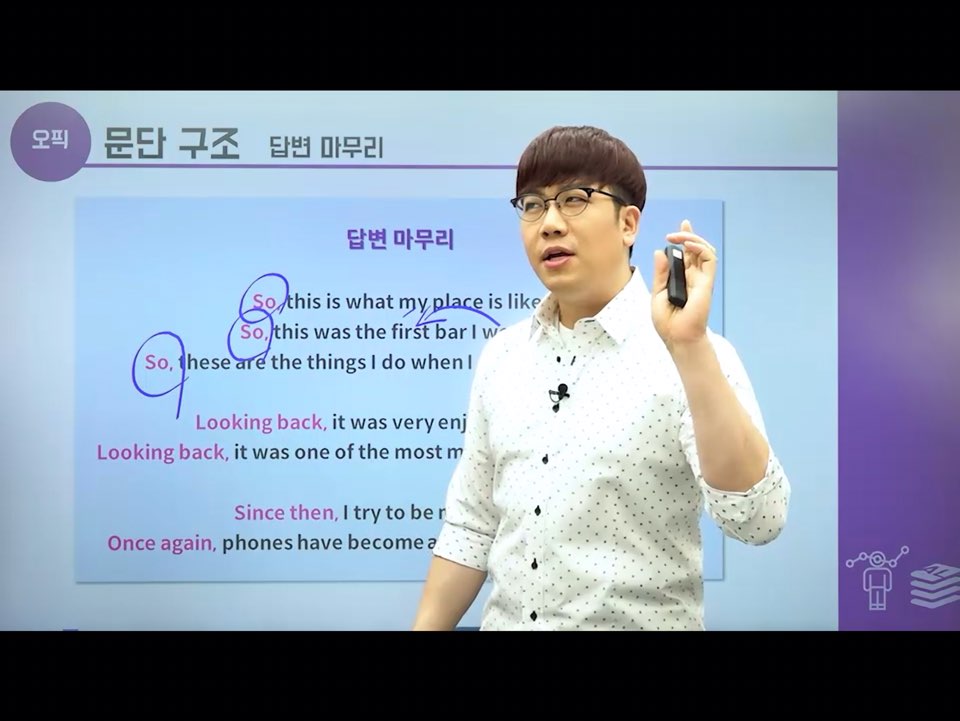 오픽
문단 구조 답변 마무리
답변 마무리
So, this is what my place is like
So, this was the first bar I
So, these are the things I do when I
Looking back, it was very
Looking back, it was one of the most
Since then, I try to be
Once again, phones have become